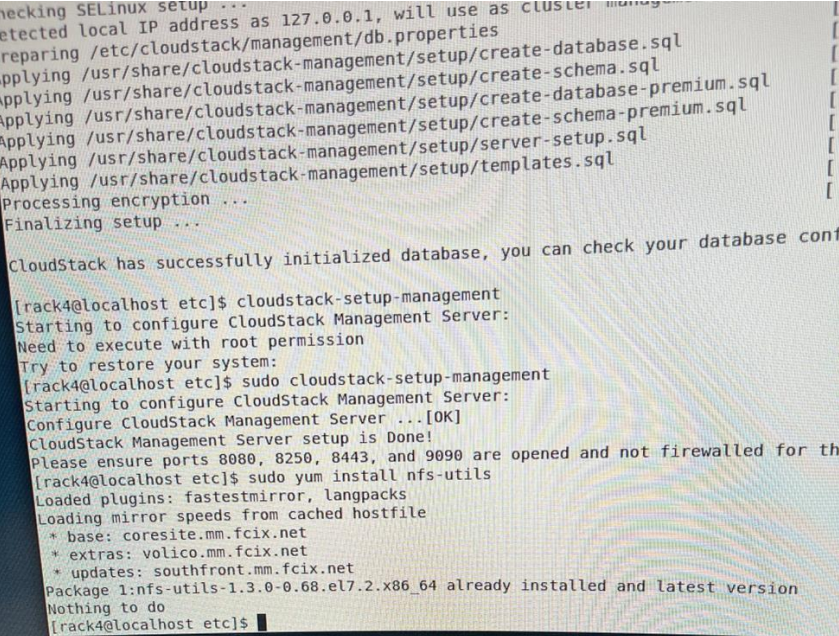 hecking SELinux setup ...
etected local IP address as 127.0.0.1, will use as cluster
reparing /etc/cloudstack/management/db.properties
pplying /usr/share/cloudstack-management/setup/create-database.sql [
pplying /usr/share/cloudstack-management/setup/create-schema.sql [
Applying /usr/share/cloudstack-management/setup/create-database-premium.sql [
Applying /usr/share/cloudstack-management/setup/create-schema-premium.sql [
Applying /usr/share/cloudstack-management/setup/server-setup.sql [
Applying /usr/share/cloudstack-management/setup/templates.sql [
Processing encryption ... [
Finalizing setup ... [
CloudStack has successfully initialized database, you can check your database conf
[rack4@localhost etc]$ cloudstack-setup-management
Starting to configure CloudStack Management Server:
Need to execute with root permission
Try to restore your system:
[rack4@localhost etc]$ sudo cloudstack-setup-management
Starting to configure CloudStack Management Server:
Configure CloudStack Management Server ...[OK]
CloudStack Management Server setup is Done!
Please ensure ports 8080, 8250, 8443, and 9090 are opened and not firewalled for th
[rack4@localhost etc]$ sudo yum install nfs-utils
Loaded plugins: fastestmirror, langpacks
Loading mirror speeds from cached hostfile
* base: coresite.mm.fcix.net
* extras: volico.mm.fcix.net
* updates: southfront.mm.fcix.net
Package 1:nfs-utils-1.3.0-0.68.el7.2.x86_64 already installed and latest version
Nothing to do
[rack4@localhost etc]$